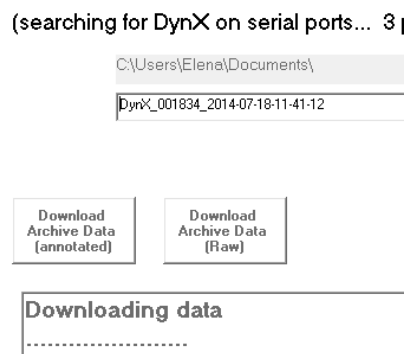 (searching for DynX on serial ports... 3
C:\Users\Elena\Documents\
DynX_001834_2014-07-18-11-41-12
Download
Archive Data
(annotated)
Download
Archive Data
(Raw)
Downloading data
.......................